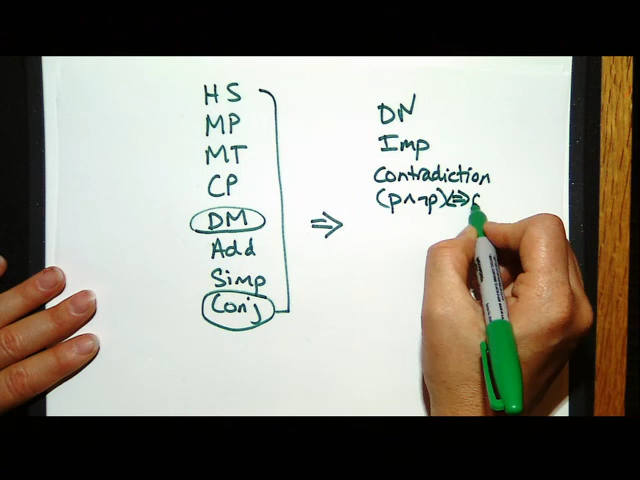 HS
MP
MT
CP
DM
Add
Simp
Conj
⇒
DN
Imp
Contradiction
(p∧¬p)⇔